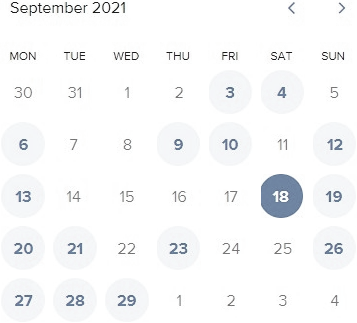 September 2021
MON TUE WED THU FRI SAT SUN
30 31 1 2 3 4 5
6 7 8 9 10 11 12
13 14 15 16 17 18 19
20 21 22 23 24 25 26
27 28 29 1 2 3 4